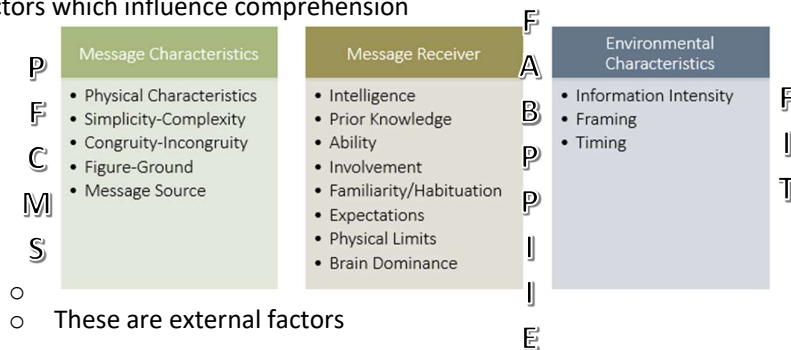 ctors which influence comprehension
Message Characteristics
• Physical Characteristics
• Simplicity-Complexity
• Congruity-Incongruity
• Figure-Ground
• Message Source
P
F
C
M
S
Message Receiver
• Intelligence
• Prior Knowledge
• Ability
• Involvement
• Familiarity/Habituation
• Expectations
• Physical Limits
• Brain Dominance
F
A
B
P
P
I
I
E
Environmental
Characteristics
• Information Intensity
• Framing
• Timing
F
I
T
○
○ These are external factors